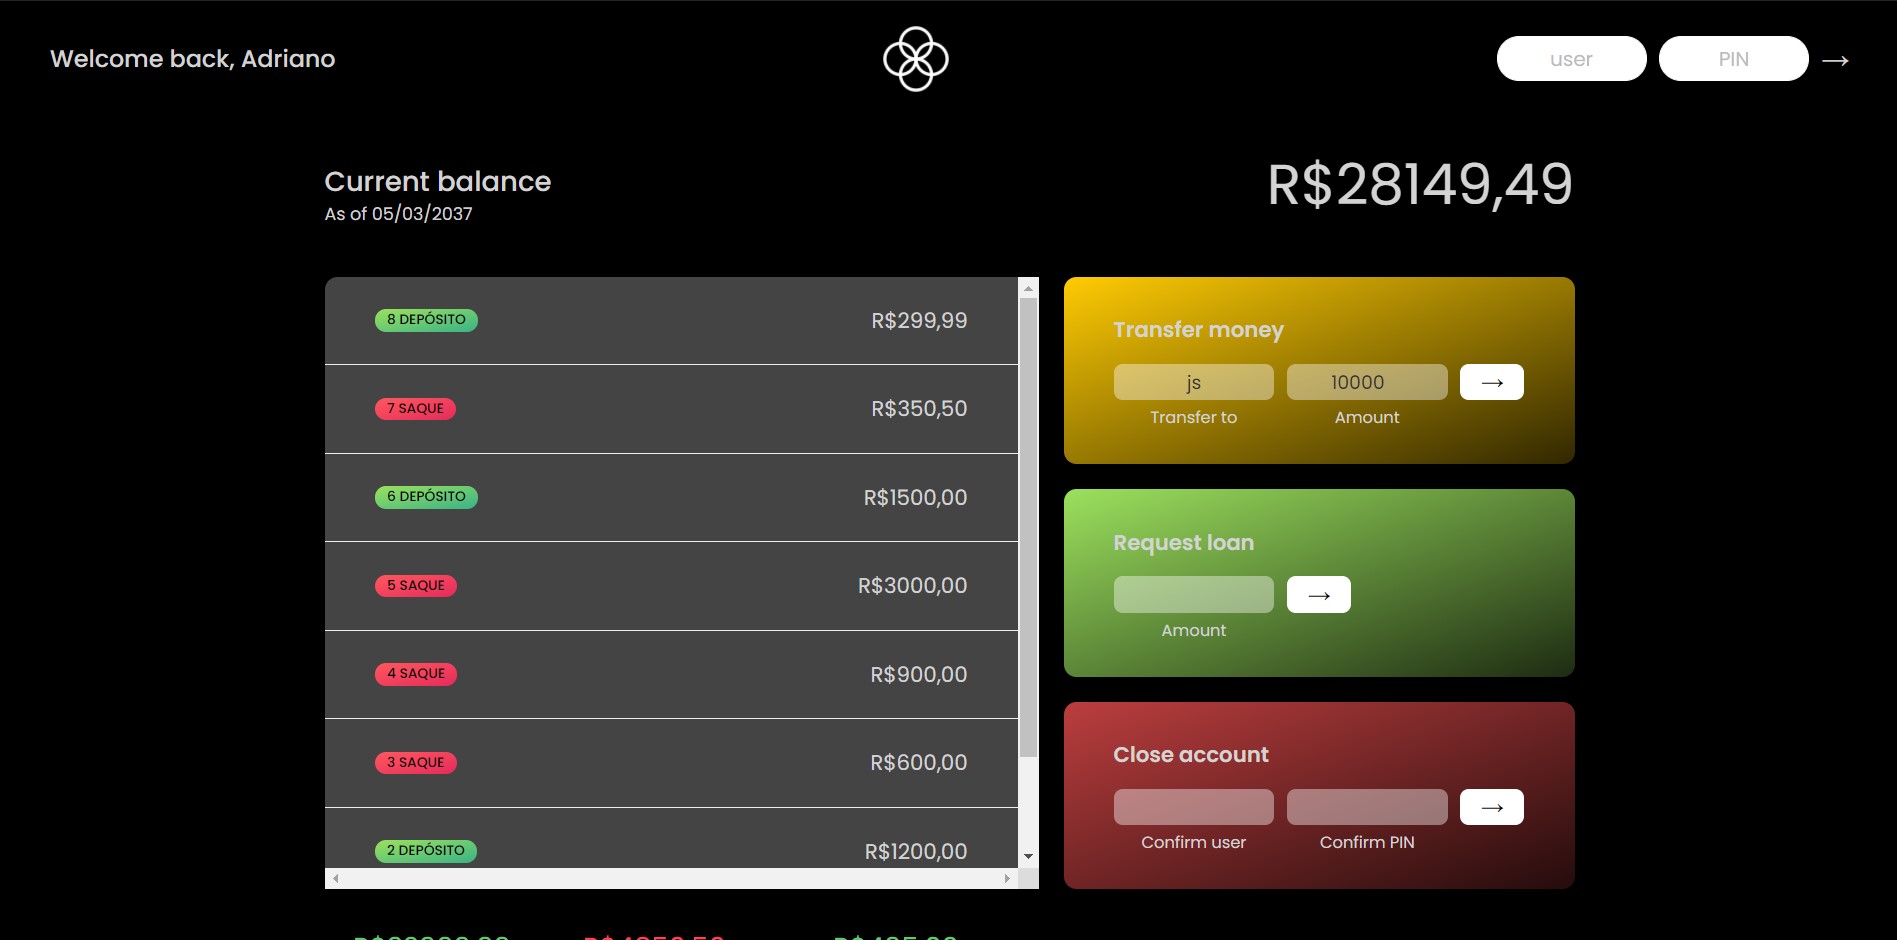 Welcome back, Adriano
user
PIN
→
Current balance
As of 05/03/2037
R$28149,49
8 DEPÓSITO
R$299,99
7 SAQUE
R$350,50
6 DEPÓSITO
R$1500,00
5 SAQUE
R$3000,00
4 SAQUE
R$900,00
3 SAQUE
R$600,00
2 DEPÓSITO
R$1200,00
Transfer money
js
10000
→
Transfer to
Amount
Request loan
→
Amount
Close account
→
Confirm user
Confirm PIN